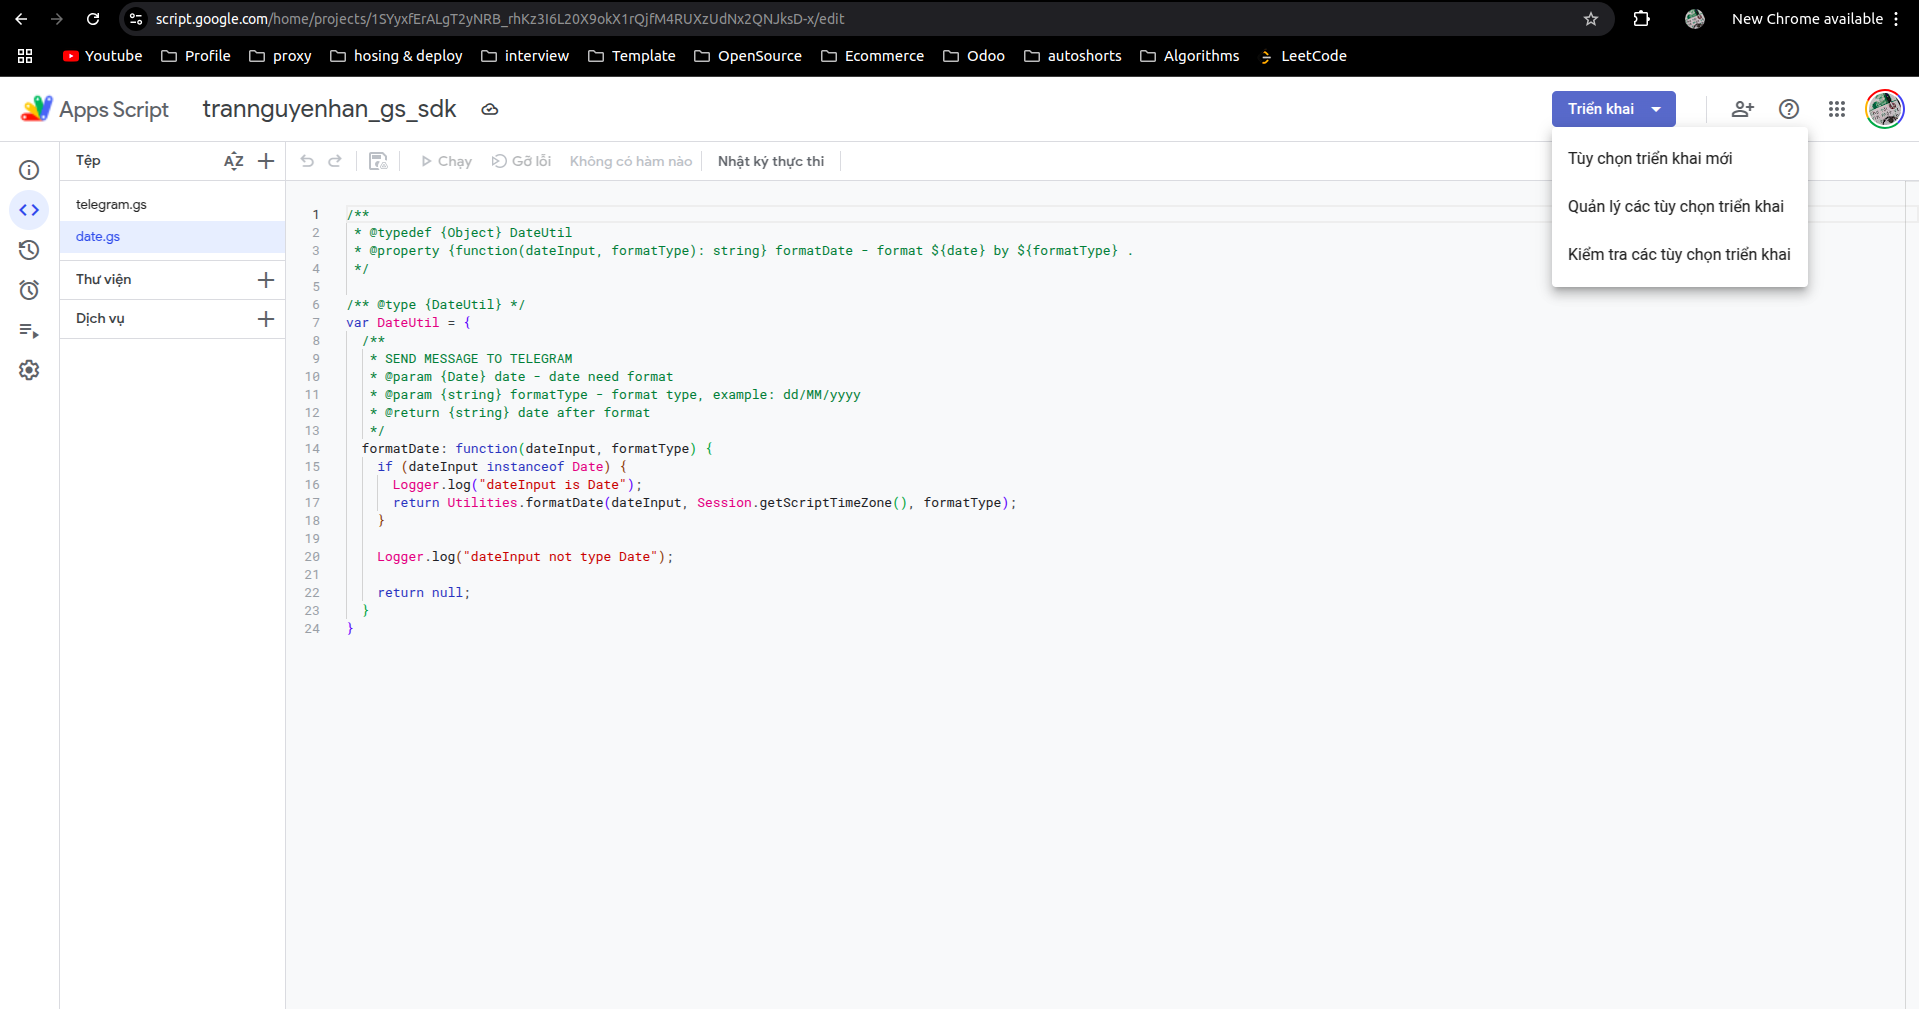 script.google.com/home/projects/1SYyxfErALgT2yNRB_rhKz3I6L20X9okX1rQjfM4RUXzUdNx2QNJksD-x/edit
New Chrome available
Youtube Profile proxy hosing & deploy interview Template OpenSource Ecommerce Odoo autoshorts Algorithms LeetCode
Apps Script trannguyenhan_gs_sdk
Triển khai
Tệp AZ
Chạy Gỡ lỗi Không có hàm nào Nhật ký thực thi
Tùy chọn triển khai mới
Quản lý các tùy chọn triển khai
Kiểm tra các tùy chọn triển khai
telegram.gs
date.gs
Thư viện
Dịch vụ
1 /**
2 * @typedef {Object} DateUtil
3 * @property {function(dateInput, formatType): string} formatDate - format ${date} by ${formatType} .
4 */
5
6 /** @type {DateUtil} */
7 var DateUtil = {
8 /**
9 * SEND MESSAGE TO TELEGRAM
10 * @param {Date} date - date need format
11 * @param {string} formatType - format type, example: dd/MM/yyyy
12 * @return {string} date after format
13 */
14 formatDate: function(dateInput, formatType) {
15 if (dateInput instanceof Date) {
16 Logger.log("dateInput is Date");
17 return Utilities.formatDate(dateInput, Session.getScriptTimeZone(), formatType);
18 }
19
20 Logger.log("dateInput not type Date");
21
22 return null;
23 }
24 }